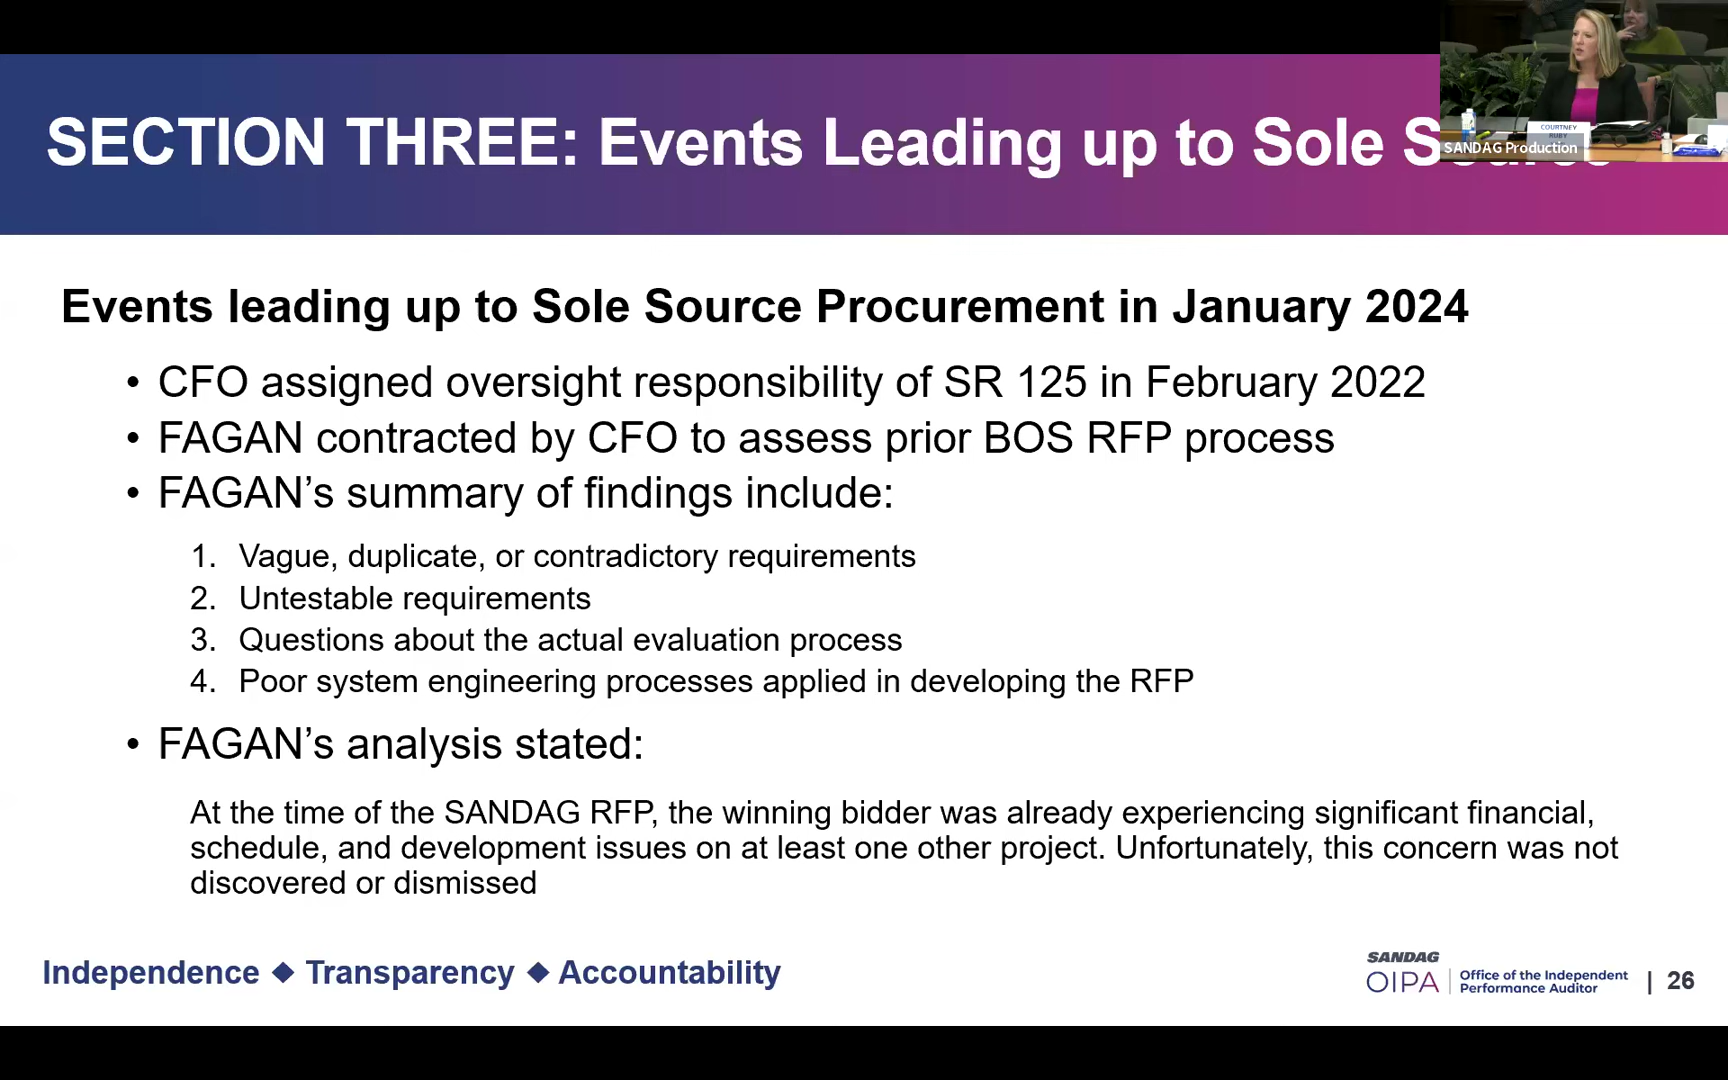 SECTION THREE: Events Leading up to Sole
COURTNEY
RUBY
SANDAG Production
Events leading up to Sole Source Procurement in January 2024
• CFO assigned oversight responsibility of SR 125 in February 2022
• FAGAN contracted by CFO to assess prior BOS RFP process
• FAGAN’s summary of findings include:
1. Vague, duplicate, or contradictory requirements
2. Untestable requirements
3. Questions about the actual evaluation process
4. Poor system engineering processes applied in developing the RFP
• FAGAN’s analysis stated:
At the time of the SANDAG RFP, the winning bidder was already experiencing significant financial,
schedule, and development issues on at least one other project. Unfortunately, this concern was not
discovered or dismissed
Independence ◆ Transparency ◆ Accountability
SANDAG
OIPA
Office of the Independent
Performance Auditor
| 26